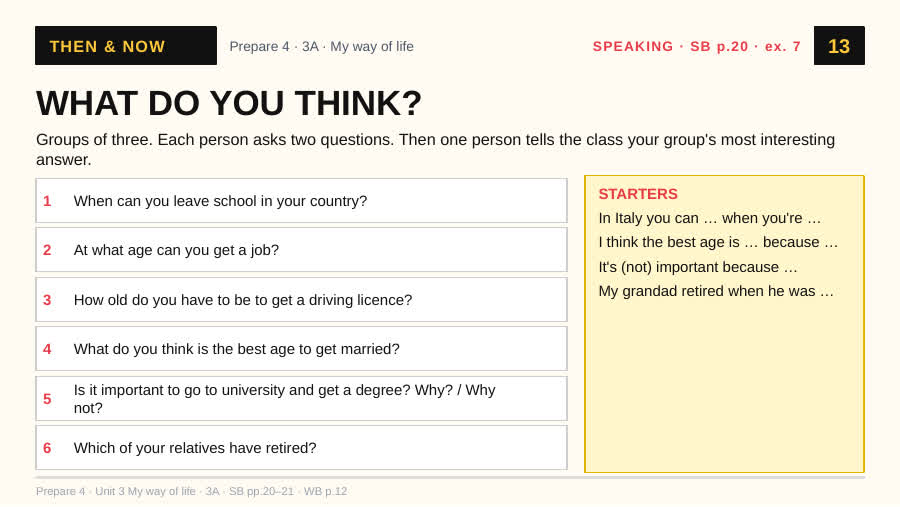 THEN & NOW
Prepare 4 · 3A · My way of life
SPEAKING · SB p.20 · ex. 7
13
WHAT DO YOU THINK?
Groups of three. Each person asks two questions. Then one person tells the class your group's most interesting
answer.
1 When can you leave school in your country?
2 At what age can you get a job?
3 How old do you have to be to get a driving licence?
4 What do you think is the best age to get married?
5 Is it important to go to university and get a degree? Why? / Why
not?
6 Which of your relatives have retired?
STARTERS
In Italy you can … when you're …
I think the best age is … because …
It's (not) important because …
My grandad retired when he was …
Prepare 4 · Unit 3 My way of life · 3A · SB pp.20–21 · WB p.12